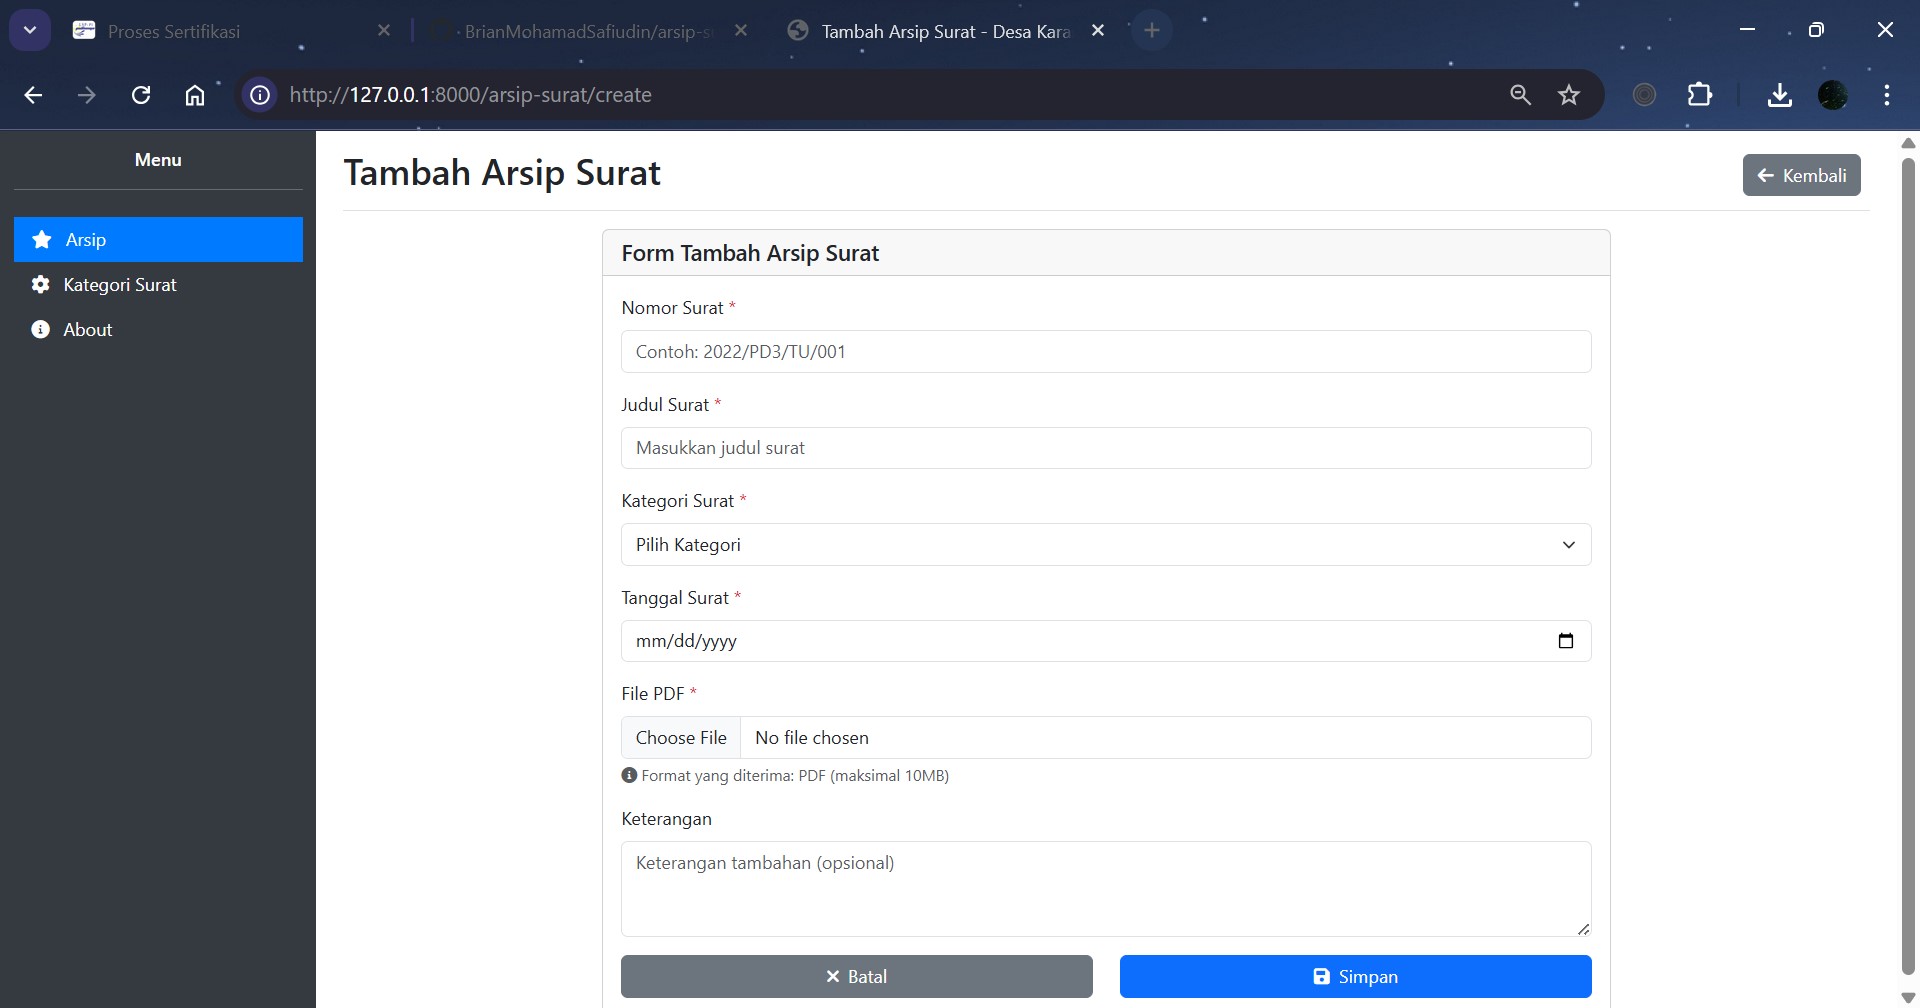 Proses Sertifikasi
BrianMohamadSafiudin/arsip-s
Tambah Arsip Surat - Desa Kara
http://127.0.0.1:8000/arsip-surat/create
Menu
Arsip
Kategori Surat
About
Tambah Arsip Surat
Kembali
Form Tambah Arsip Surat
Nomor Surat *
Contoh: 2022/PD3/TU/001
Judul Surat *
Masukkan judul surat
Kategori Surat *
Pilih Kategori
Tanggal Surat *
mm/dd/yyyy
File PDF *
Choose File No file chosen
Format yang diterima: PDF (maksimal 10MB)
Keterangan
Keterangan tambahan (opsional)
Batal
Simpan